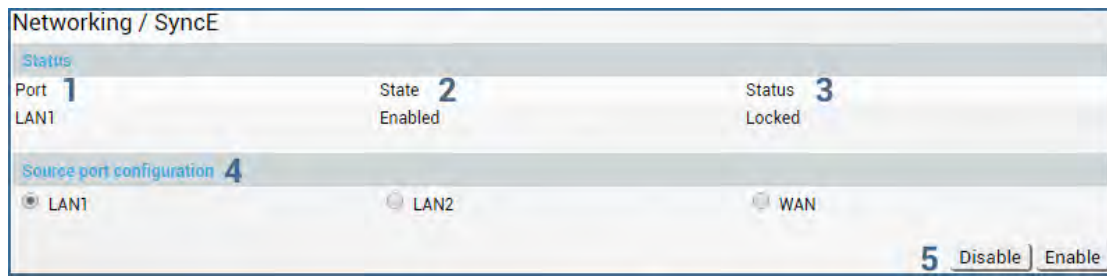 Networking / SyncE
Status
Port 1 State 2 Status 3
LAN1 Enabled Locked
Source port configuration 4
LAN1 LAN2 WAN
5 Disable Enable